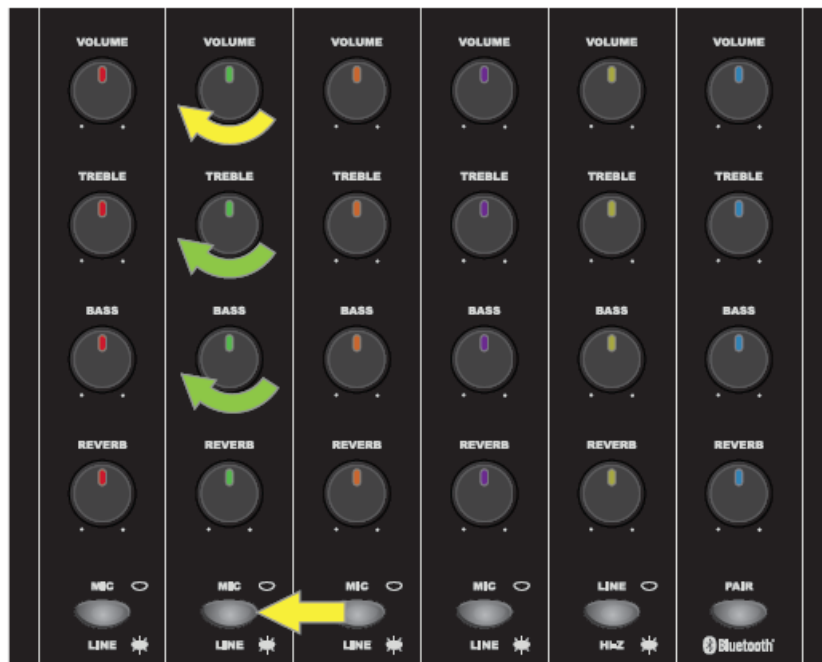 VOLUME VOLUME VOLUME VOLUME VOLUME VOLUME
TREBLE TREBLE TREBLE TREBLE TREBLE TREBLE
BASS BASS BASS BASS BASS BASS
REVERB REVERB REVERB REVERB REVERB REVERB
MIC MIC MIC MIC LINE PAIR
LINE LINE LINE LINE HI-Z Bluetooth®